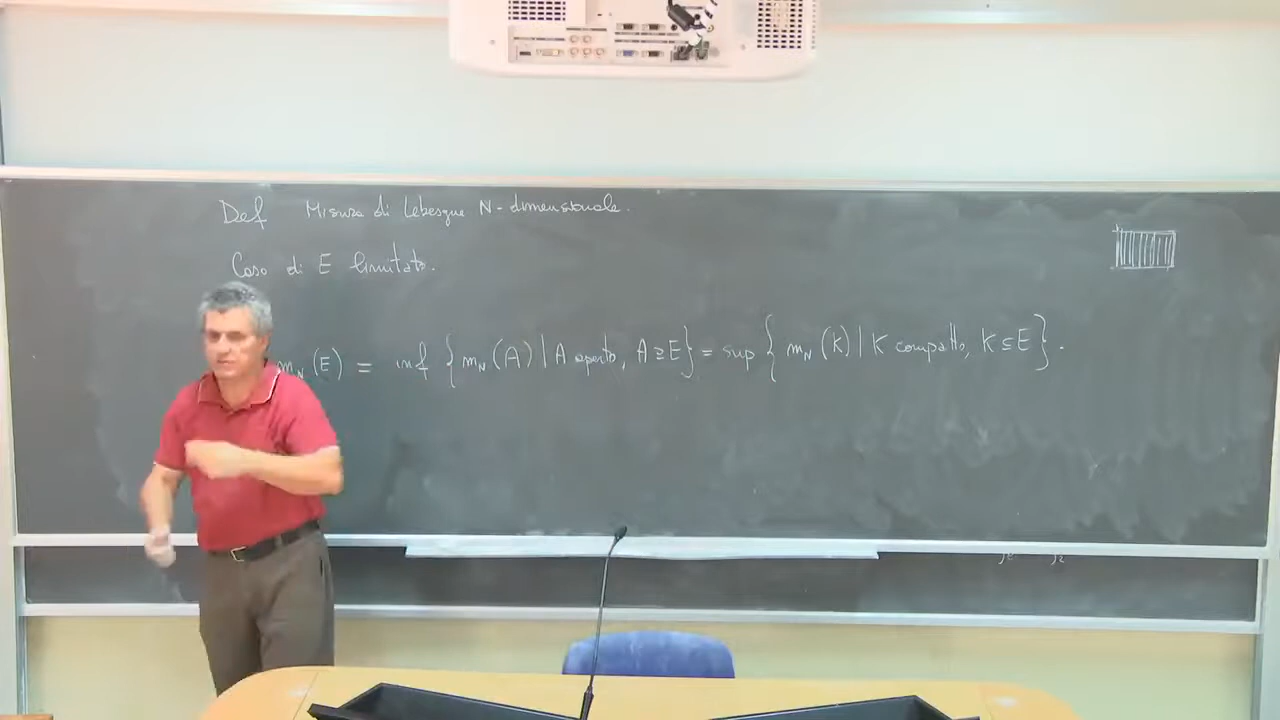 Def Misura di Lebesgue N-dimensionale.
Caso di E limitato.
m_N(E) = inf { m_N(A) | A aperto, A ⊇ E } = sup { m_N(K) | K compatto, K ⊆ E }.